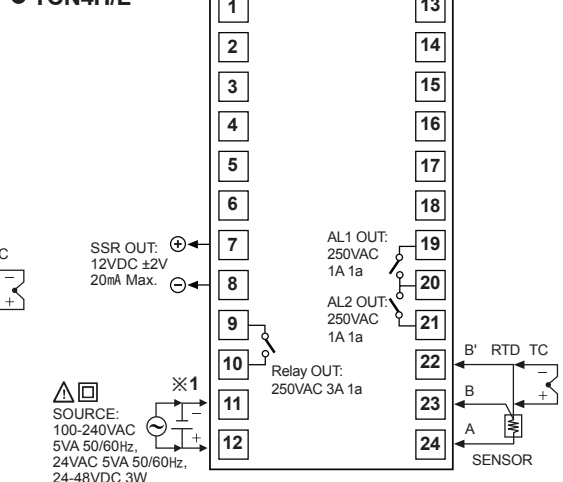 1 13
2 14
3 15
4 16
5 17
6 18
SSR OUT:
12VDC ±2V
20mA Max.
⊕ 7
⊖ 8
AL1 OUT:
250VAC
1A 1a
19
20
AL2 OUT:
250VAC
1A 1a
9 21
10 22
Relay OUT:
250VAC 3A 1a
B' RTD TC
−
+
※1
11 23
B
− +
12 24
A
SENSOR
SOURCE:
100-240VAC
5VA 50/60Hz,
24VAC 5VA 50/60Hz,
24-48VDC 3W
C
−
+